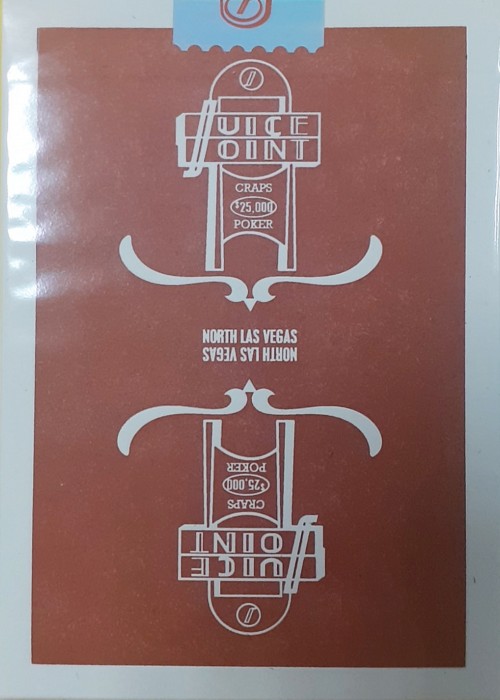 JUICE
JOINT
CRAPS
$25,000
POKER
NORTH LAS VEGAS
NORTH LAS VEGAS
POKER
$25,000
CRAPS
JOINT
JUICE